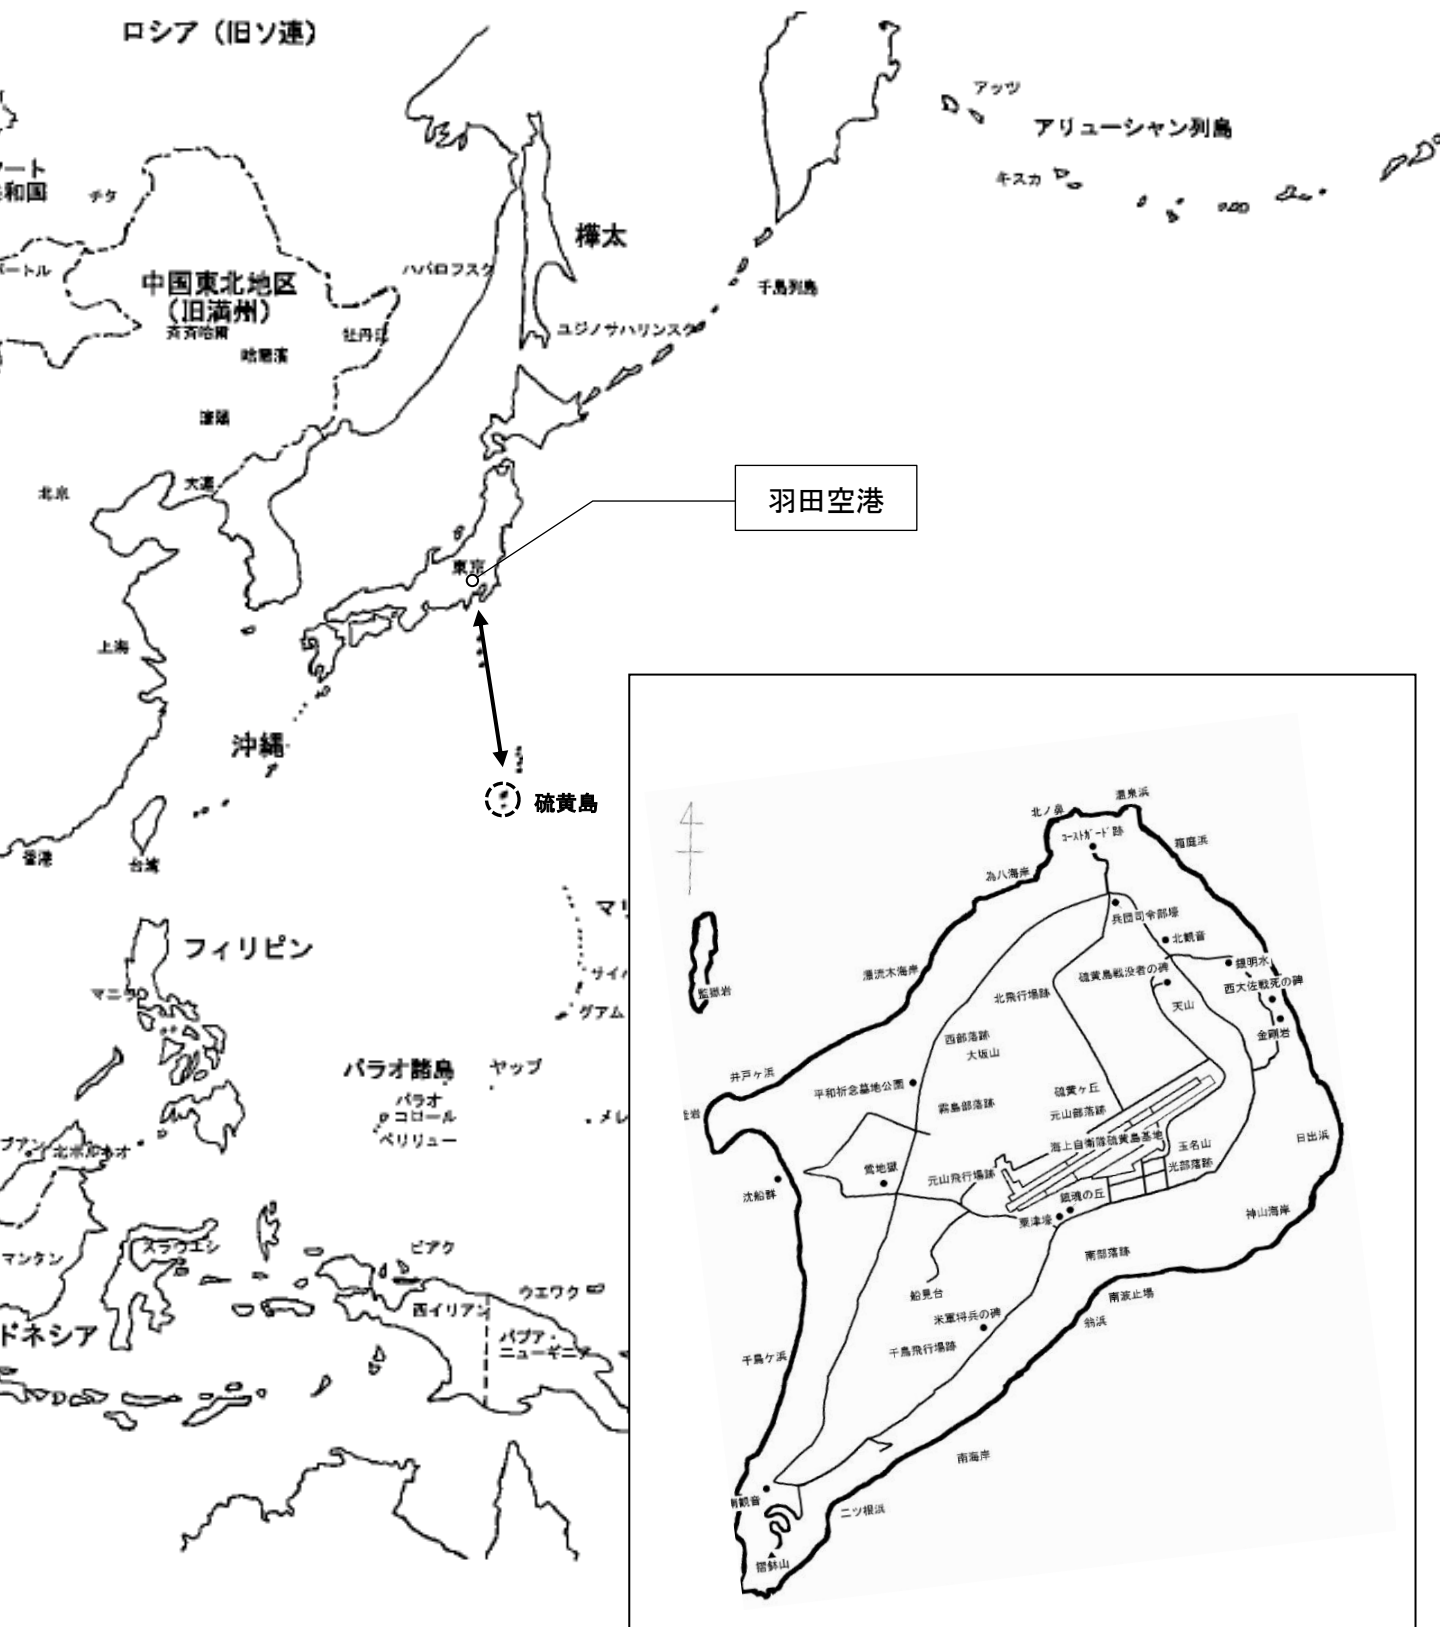 ロシア（旧ソ連）
アッツ
アリューシャン列島
キスカ
和国
チタ
樺太
ハバロフスク
中国東北地区
（旧満州）
斉斉哈爾
哈爾濱
千島列島
ユジノサハリンスク
瀋陽
北京
大連
羽田空港
東京
上海
沖縄
硫黄島
香港
台湾
フィリピン
マニラ
グアム
パラオ諸島
ヤップ
パラオ
コロール
ペリリュー
北ボルネオ
スラウエシ
ビアク
ウエワク
西イリアン
パプア・
ニューギニア
マンタン
ドネシア
北ノ鼻
温泉浜
コーストガード跡
箱庭浜
為八海岸
兵団司令部壕
北観音
銀明水
漂流木海岸
硫黄島戦没者の碑
西大佐戦死の碑
北飛行場跡
天山
監獄岩
金剛岩
西部落跡
大坂山
井戸ヶ浜
平和祈念墓地公園
硫黄ヶ丘
霧島部落跡
元山部落跡
海上自衛隊硫黄島基地
玉名山
日出浜
光部落跡
沈船群
元山飛行場跡
鎮魂の丘
粟津壕
神山海岸
南部落跡
船見台
南波止場
米軍将兵の碑
翁浜
千鳥飛行場跡
千鳥ケ浜
南海岸
二ツ根浜
摺鉢山